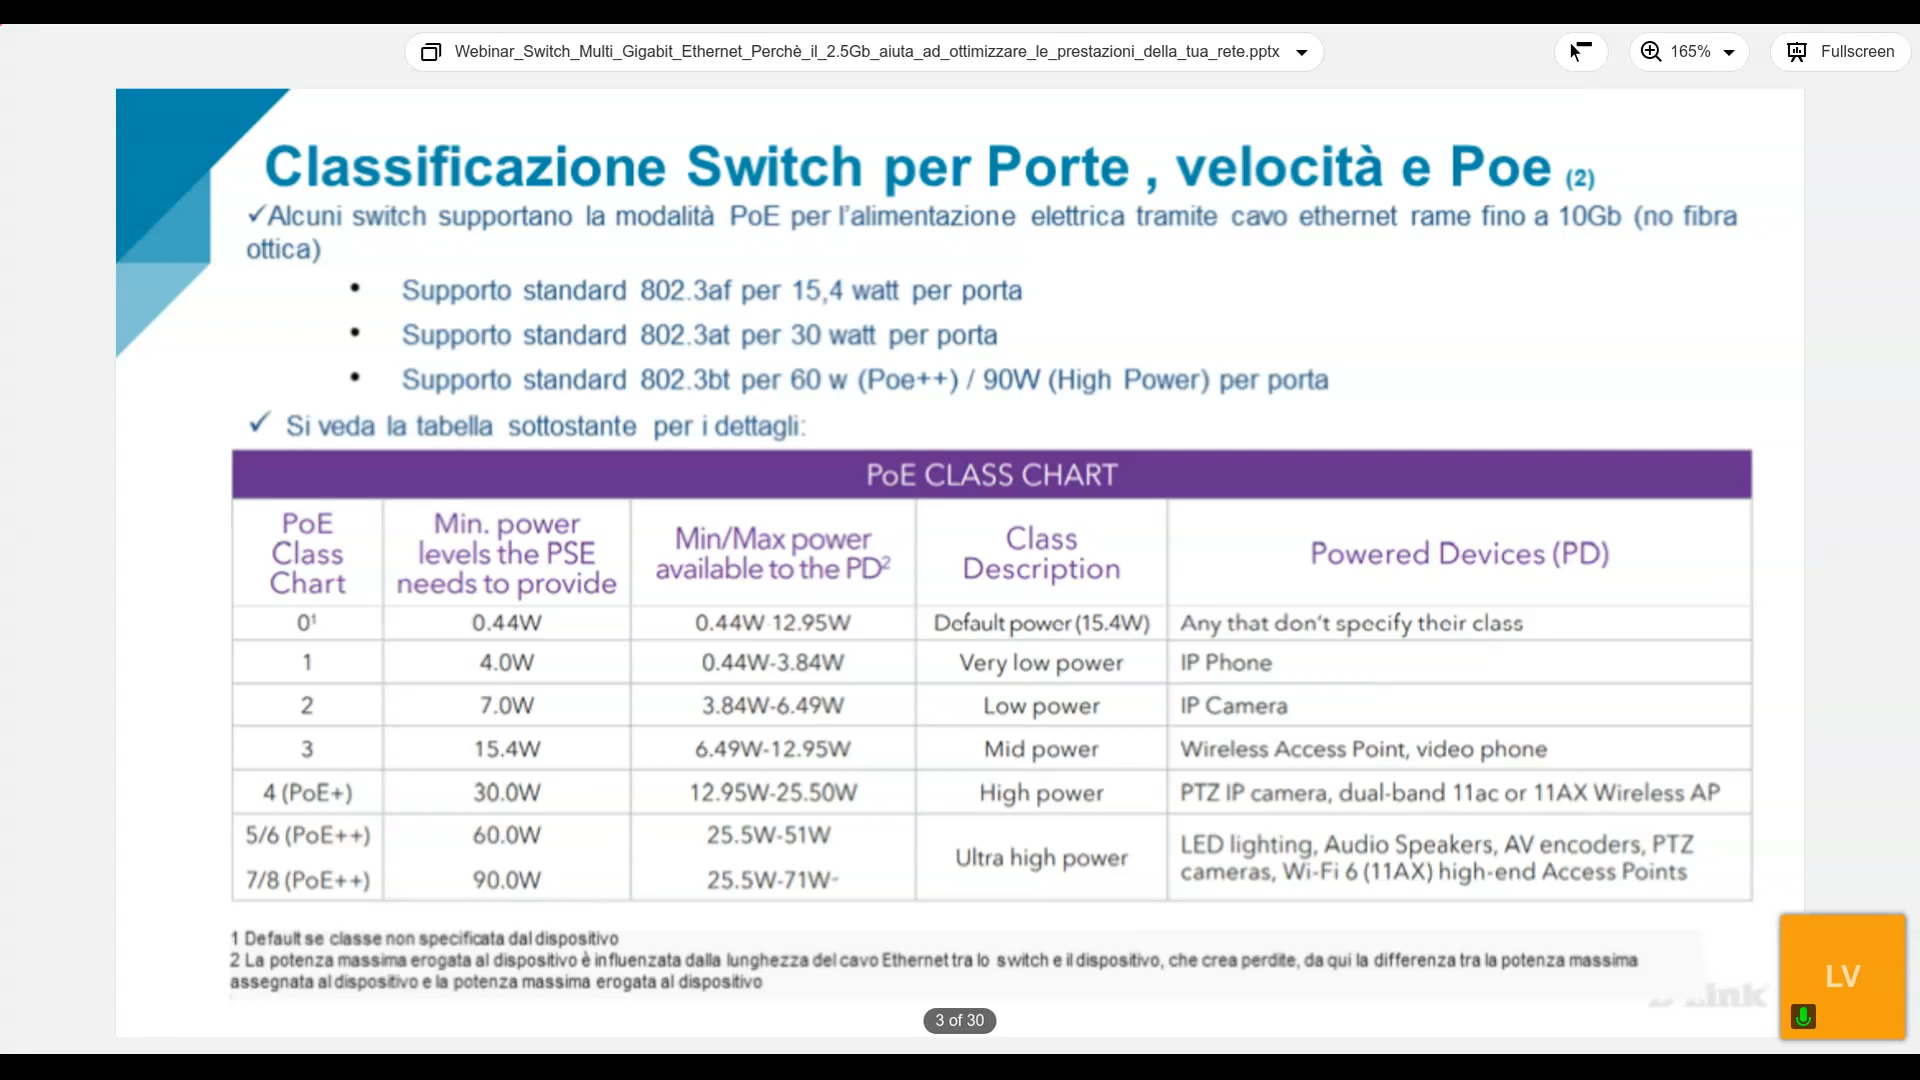 Webinar_Switch_Multi_Gigabit_Ethernet_Perchè_il_2.5Gb_aiuta_ad_ottimizzare_le_prestazioni_della_tua_rete.pptx
165%
Fullscreen
Classificazione Switch per Porte , velocità e Poe (2)
✓Alcuni switch supportano la modalità PoE per l'alimentazione elettrica tramite cavo ethernet rame fino a 10Gb (no fibra
ottica)
• Supporto standard 802.3af per 15,4 watt per porta
• Supporto standard 802.3at per 30 watt per porta
• Supporto standard 802.3bt per 60 w (Poe++) / 90W (High Power) per porta
✓ Si veda la tabella sottostante per i dettagli:
PoE CLASS CHART
PoE
Class
Chart
Min. power
levels the PSE
needs to provide
Min/Max power
available to the PD²
Class
Description
Powered Devices (PD)
0¹ 0.44W 0.44W-12.95W Default power (15.4W) Any that don't specify their class
1 4.0W 0.44W-3.84W Very low power IP Phone
2 7.0W 3.84W-6.49W Low power IP Camera
3 15.4W 6.49W-12.95W Mid power Wireless Access Point, video phone
4 (PoE+) 30.0W 12.95W-25.50W High power PTZ IP camera, dual-band 11ac or 11AX Wireless AP
5/6 (PoE++) 60.0W 25.5W-51W
7/8 (PoE++) 90.0W 25.5W-71W
Ultra high power
LED lighting, Audio Speakers, AV encoders, PTZ
cameras, Wi-Fi 6 (11AX) high-end Access Points
1 Default se classe non specificata dal dispositivo
2 La potenza massima erogata al dispositivo è influenzata dalla lunghezza del cavo Ethernet tra lo switch e il dispositivo, che crea perdite, da qui la differenza tra la potenza massima
assegnata al dispositivo e la potenza massima erogata al dispositivo
3 of 30
LV